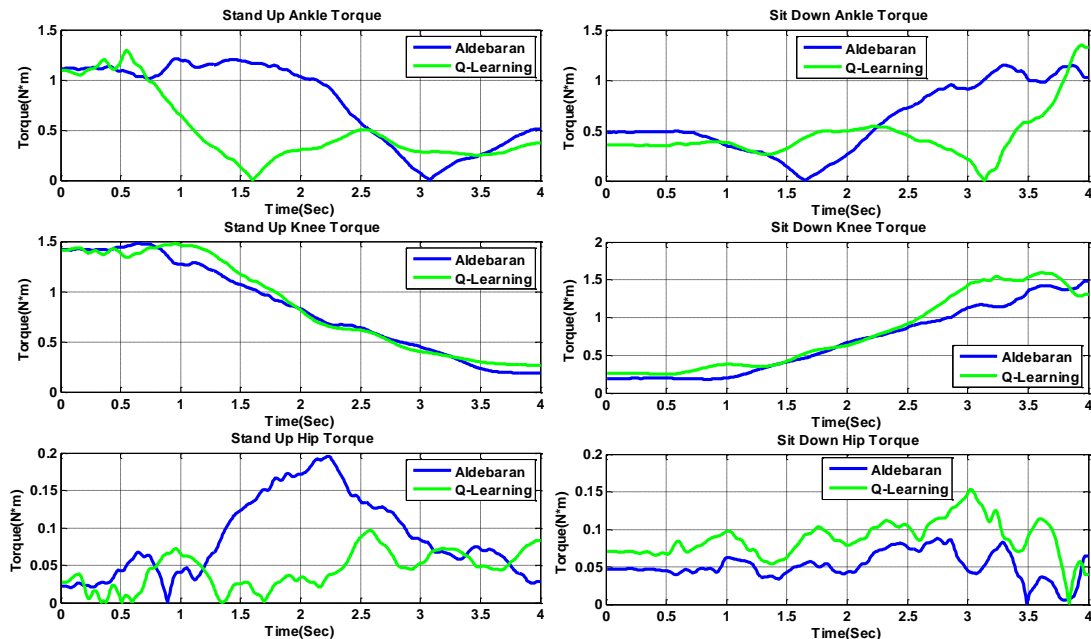 Stand Up Ankle Torque
Torque(N*m)
1.5
1
0.5
0
Aldebaran
Q-Learning
0 0.5 1 1.5 2 2.5 3 3.5 4
Time(Sec)
Sit Down Ankle Torque
Torque(N*m)
1.5
1
0.5
0
Aldebaran
Q-Learning
0 0.5 1 1.5 2 2.5 3 3.5 4
Time(Sec)
Stand Up Knee Torque
Torque(N*m)
1.5
1
0.5
0
Aldebaran
Q-Learning
0 0.5 1 1.5 2 2.5 3 3.5 4
Time(Sec)
Sit Down Knee Torque
Torque(N*m)
2
1.5
1
0.5
0
Aldebaran
Q-Learning
0 0.5 1 1.5 2 2.5 3 3.5 4
Time(Sec)
Stand Up Hip Torque
Torque(N*m)
0.2
0.15
0.1
0.05
0
Aldebaran
Q-Learning
0 0.5 1 1.5 2 2.5 3 3.5 4
Time(Sec)
Sit Down Hip Torque
Torque(N*m)
0.2
0.15
0.1
0.05
0
Aldebaran
Q-Learning
0 0.5 1 1.5 2 2.5 3 3.5 4
Time(Sec)